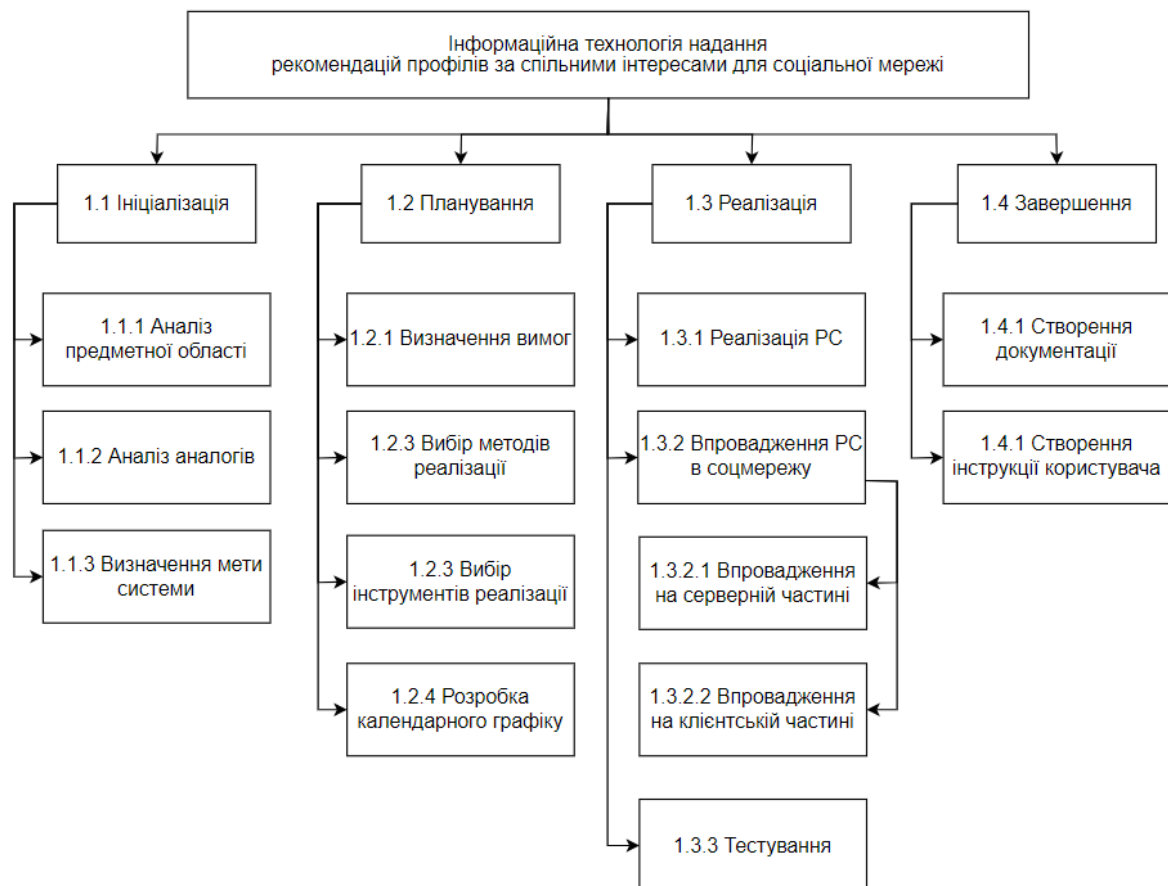 Інформаційна технологія надання
рекомендацій профілів за спільними інтересами для соціальної мережі
1.1 Ініціалізація
1.2 Планування
1.3 Реалізація
1.4 Завершення
1.1.1 Аналіз
предметної області
1.2.1 Визначення вимог
1.3.1 Реалізація РС
1.4.1 Створення
документації
1.1.2 Аналіз аналогів
1.2.3 Вибір методів
реалізації
1.3.2 Впровадження РС
в соцмережу
1.4.1 Створення
інструкції користувача
1.1.3 Визначення мети
системи
1.2.3 Вибір
інструментів реалізації
1.3.2.1 Впровадження
на серверній частині
1.2.4 Розробка
календарного графіку
1.3.2.2 Впровадження
на клієнтській частині
1.3.3 Тестування